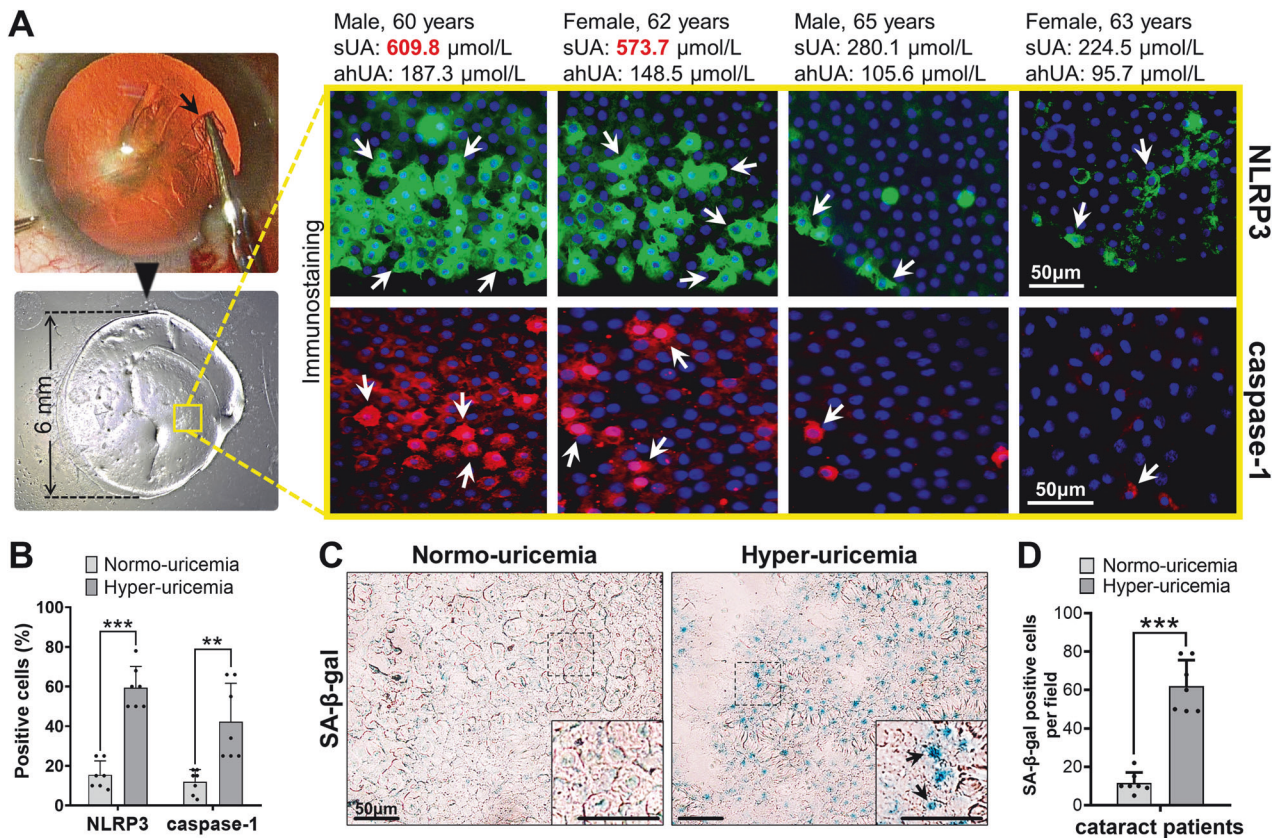 A
Male, 60 years
sUA: 609.8 µmol/L
ahUA: 187.3 µmol/L
Female, 62 years
sUA: 573.7 µmol/L
ahUA: 148.5 µmol/L
Male, 65 years
sUA: 280.1 µmol/L
ahUA: 105.6 µmol/L
Female, 63 years
sUA: 224.5 µmol/L
ahUA: 95.7 µmol/L
Immunostaining
NLRP3
50µm
caspase-1
50µm
6 mm
B
Normo-uricemia
Hyper-uricemia
Positive cells (%)
100
80
60
40
20
0
***
**
NLRP3
caspase-1
C
Normo-uricemia
Hyper-uricemia
SA-β-gal
50µm
D
Normo-uricemia
Hyper-uricemia
SA-β-gal positive cells
per field
100
80
60
40
20
0
***
cataract patients